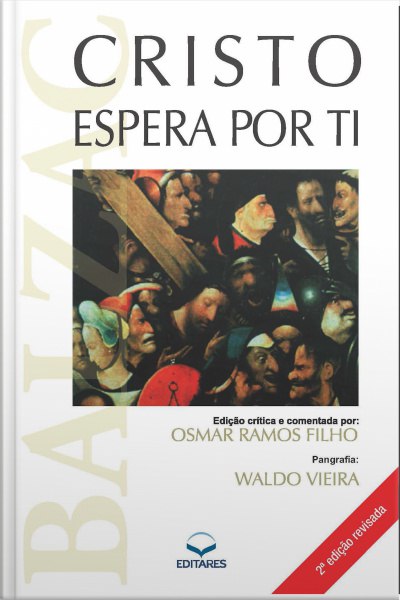 BALZAC
CRISTO
ESPERA POR TI
Edição crítica e comentada por:
OSMAR RAMOS FILHO
Pangrafia:
WALDO VIEIRA
2ª edição revisada
EDITARES